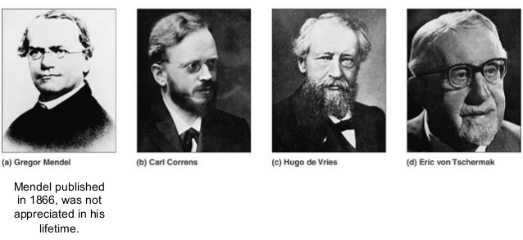 (a) Gregor Mendel
(b) Carl Correns
(c) Hugo de Vries
(d) Eric von Tschermak
Mendel published
in 1866, was not
appreciated in his
lifetime.